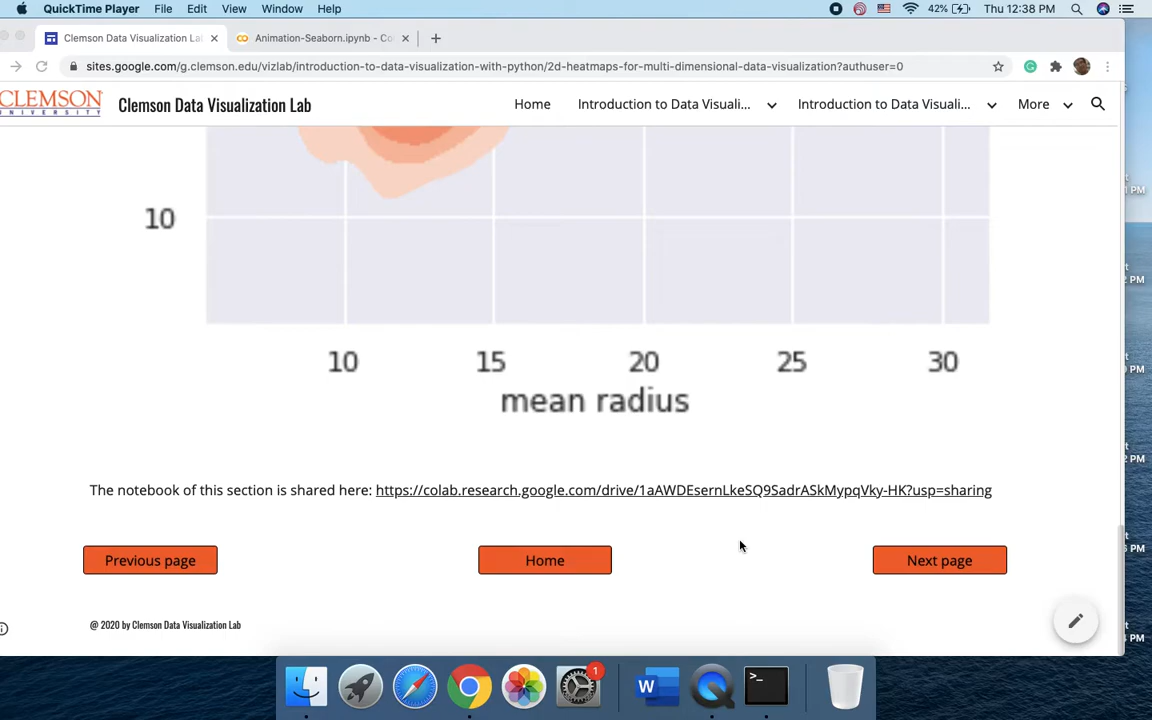 QuickTime Player File Edit View Window Help 42% Thu 12:38 PM
Clemson Data Visualization La Animation-Seaborn.ipynb - Co
sites.google.com/g.clemson.edu/vizlab/introduction-to-data-visualization-with-python/2d-heatmaps-for-multi-dimensional-data-visualization?authuser=0
CLEMSON
UNIVERSITY
Clemson Data Visualization Lab Home Introduction to Data Visuali... Introduction to Data Visuali... More
10
10 15 20 25 30
mean radius
The notebook of this section is shared here: https://colab.research.google.com/drive/1aAWDEsernLkeSQ9SadrASkMypqVky-HK?usp=sharing
Previous page Home Next page
@ 2020 by Clemson Data Visualization Lab
1
W
>_